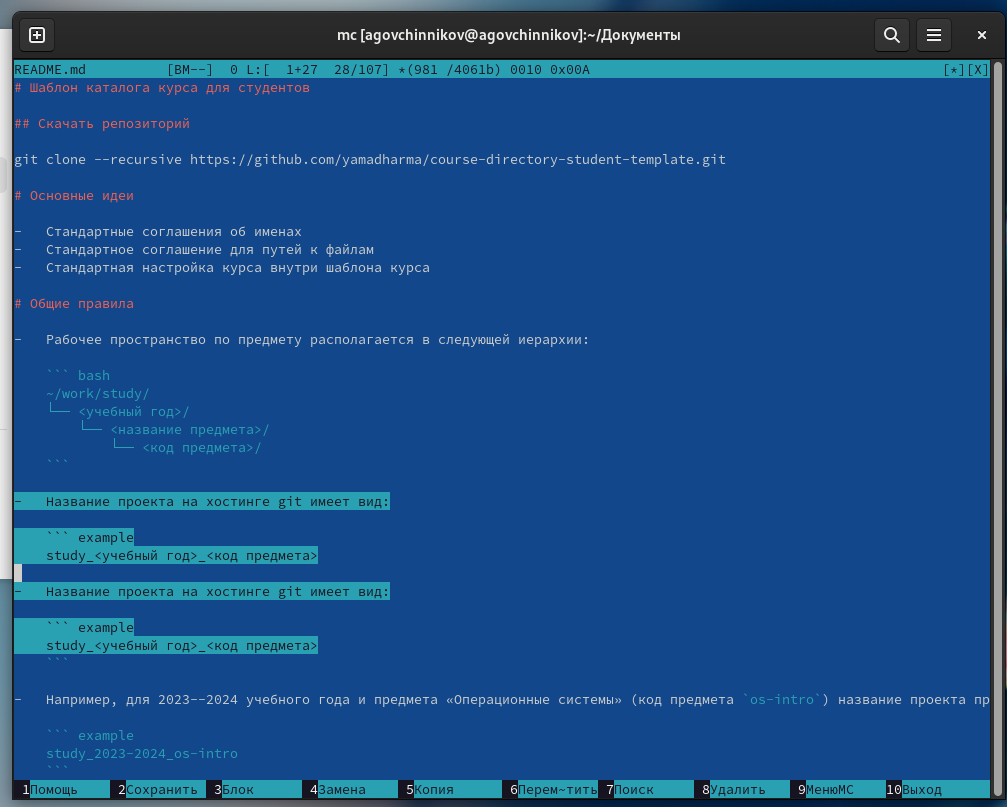 mc [agovchinnikov@agovchinnikov]:~/Документы
README.md [BM--] 0 L:[ 1+27 28/107] *(981 /4061b) 0010 0x00A [*][X]
# Шаблон каталога курса для студентов
## Скачать репозиторий
git clone --recursive https://github.com/yamadharma/course-directory-student-template.git
# Основные идеи
- Стандартные соглашения об именах
- Стандартное соглашение для путей к файлам
- Стандартная настройка курса внутри шаблона курса
# Общие правила
- Рабочее пространство по предмету располагается в следующей иерархии:
``` bash
~/work/study/
└── <учебный год>/
└── <название предмета>/
└── <код предмета>/
```
- Название проекта на хостинге git имеет вид:
``` example
study_<учебный год>_<код предмета>
- Название проекта на хостинге git имеет вид:
``` example
study_<учебный год>_<код предмета>
```
- Например, для 2023--2024 учебного года и предмета «Операционные системы» (код предмета `os-intro`) название проекта пр
``` example
study_2023-2024_os-intro
```
1Помощь 2Сохранить 3Блок 4Замена 5Копия 6Перем~тить 7Поиск 8Удалить 9МенюMC 10Выход